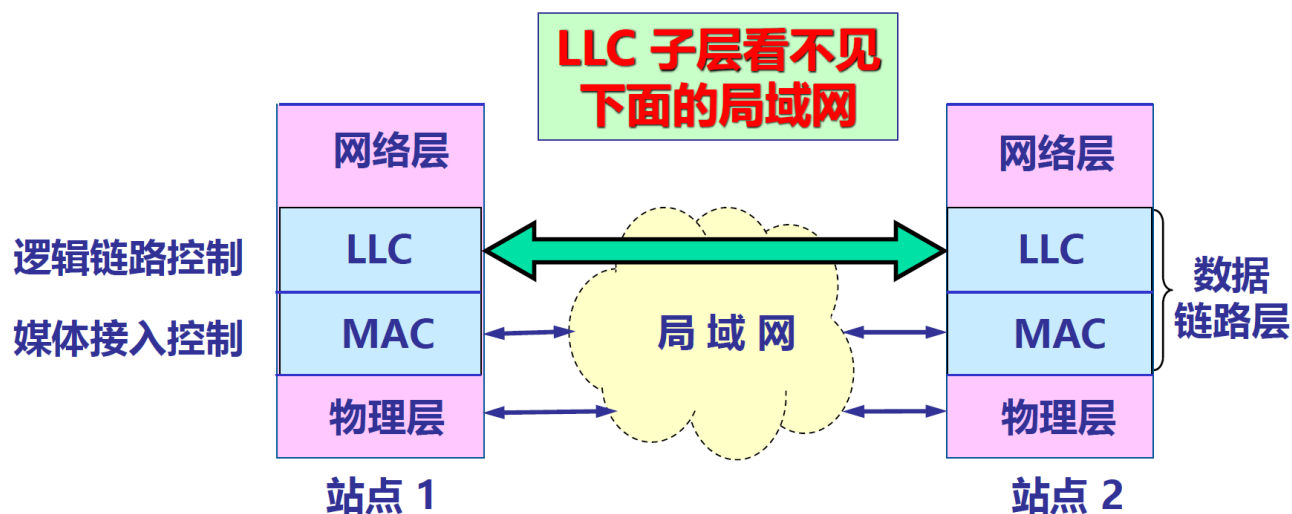 LLC 子层看不见
下面的局域网
网络层
网络层
逻辑链路控制
LLC
LLC
数据
链路层
媒体接入控制
MAC
局 域 网
MAC
物理层
物理层
站点 1
站点 2